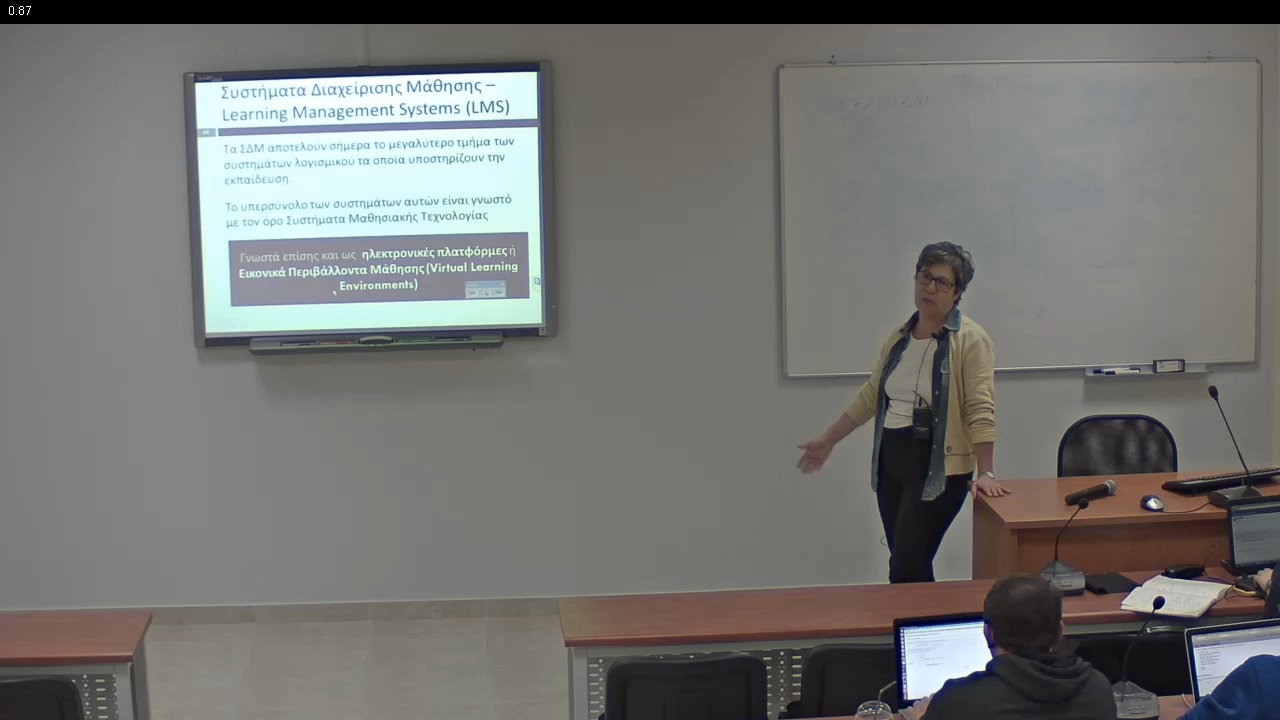 0.87
Συστήματα Διαχείρισης Μάθησης –
Learning Management Systems (LMS)
Τα ΣΔΜ αποτελούν σήμερα το μεγαλύτερο τμήμα των
συστημάτων λογισμικού τα οποία υποστηρίζουν την
εκπαίδευση.
Το υπερσύνολο των συστημάτων αυτών είναι γνωστό
με τον όρο Συστήματα Μαθησιακής Τεχνολογίας
Γνωστά επίσης και ως ηλεκτρονικές πλατφόρμες ή
Εικονικά Περιβάλλοντα Μάθησης (Virtual Learning
Environments)